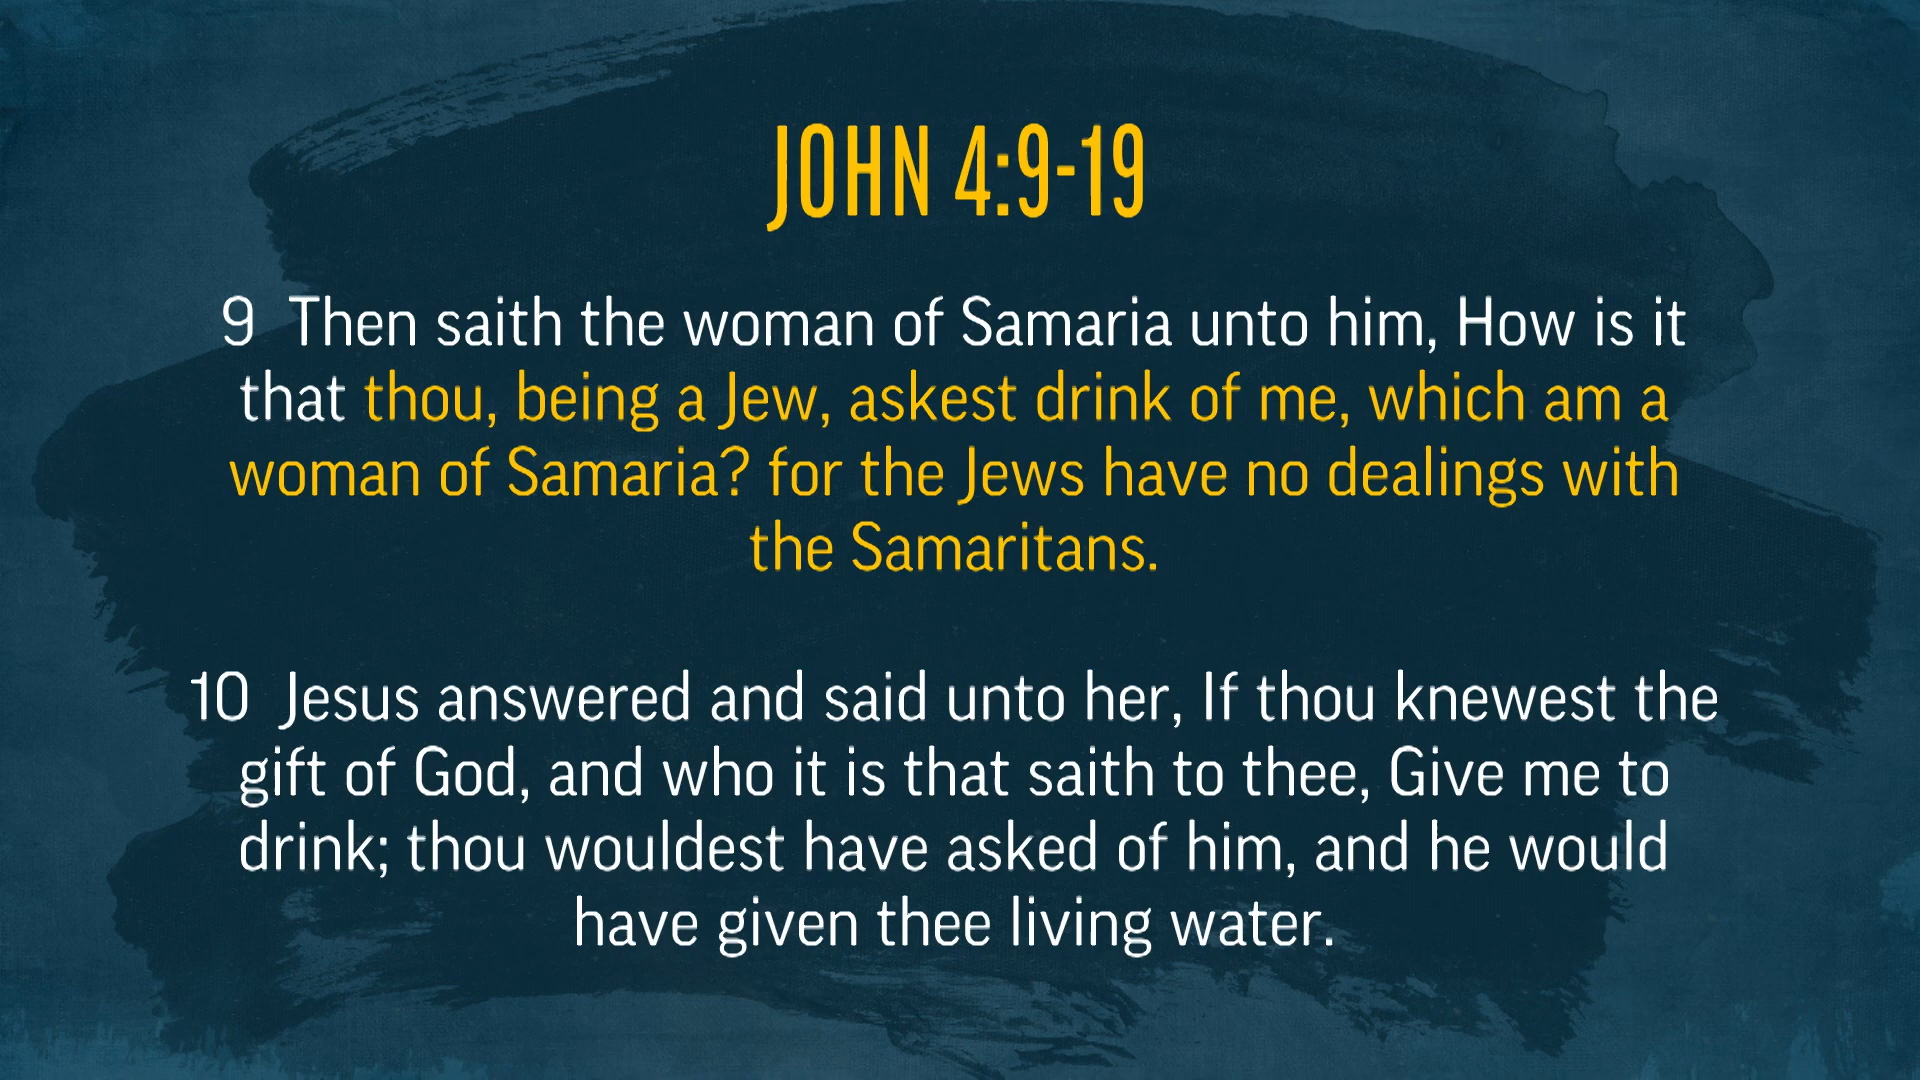 JOHN 4:9-19
9 Then saith the woman of Samaria unto him, How is it
that thou, being a Jew, askest drink of me, which am a
woman of Samaria? for the Jews have no dealings with
the Samaritans.
10 Jesus answered and said unto her, If thou knewest the
gift of God, and who it is that saith to thee, Give me to
drink; thou wouldest have asked of him, and he would
have given thee living water.